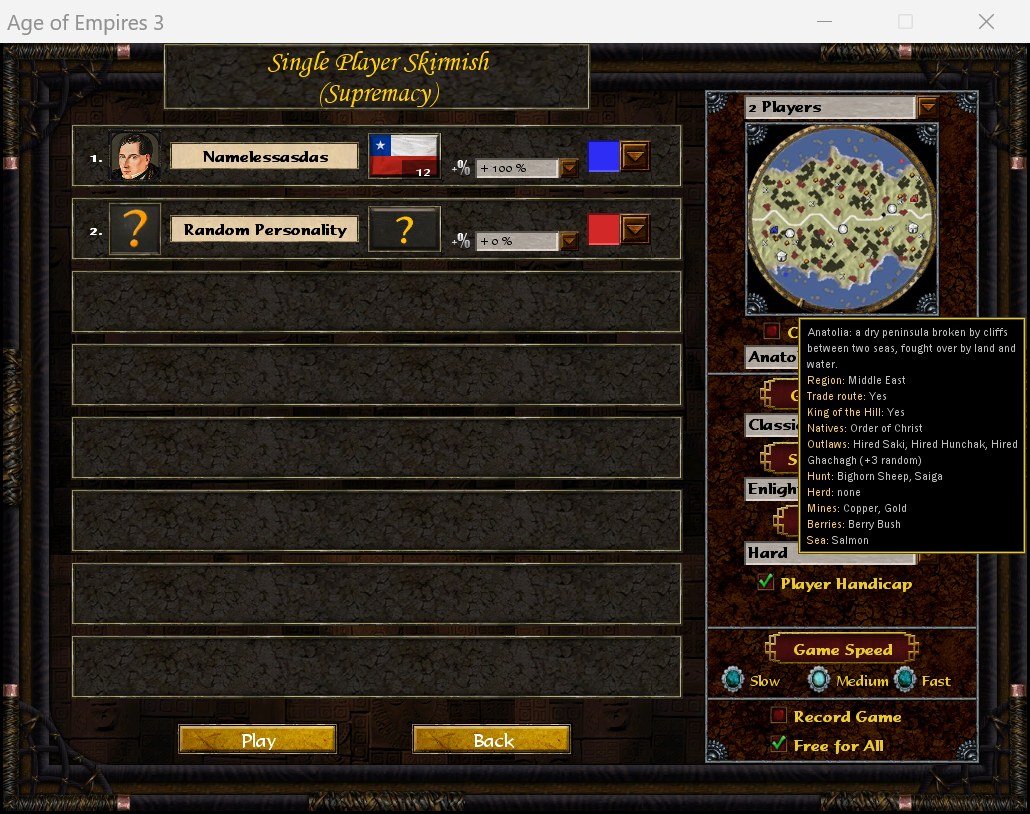 Age of Empires 3
Single Player Skirmish
(Supremacy)
2 Players
1.
Namelessasdas
12
+%
+ 100 %
2.
?
Random Personality
?
+%
+ 0 %
Anatolia: a dry peninsula broken by cliffs
between two seas, fought over by land and
water.
Region: Middle East
Trade route: Yes
King of the Hill: Yes
Natives: Order of Christ
Outlaws: Hired Saki, Hired Hunchak, Hired
Ghachagh (+3 random)
Hunt: Bighorn Sheep, Saiga
Herd: none
Mines: Copper, Gold
Berries: Berry Bush
Sea: Salmon
Hard
Player Handicap
Game Speed
Slow
Medium
Fast
Record Game
Free for All
Play
Back